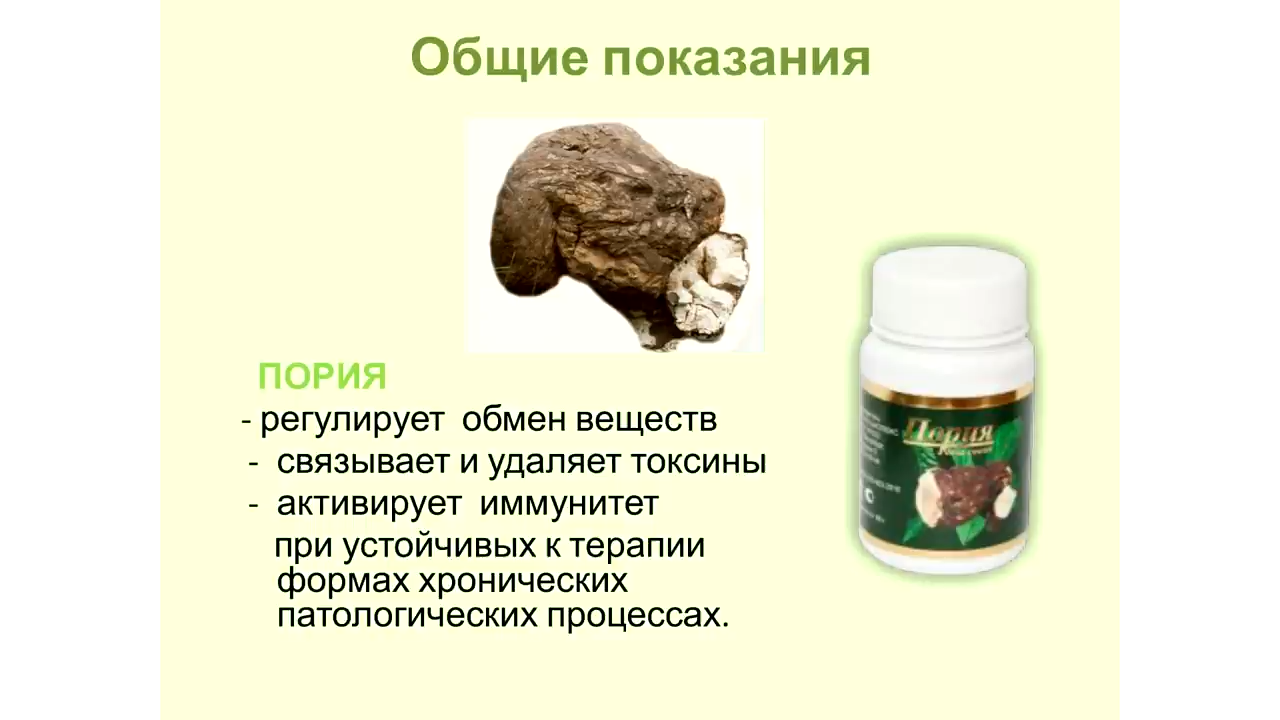 Общие показания
ПОРИЯ
- регулирует обмен веществ
- связывает и удаляет токсины
- активирует иммунитет
при устойчивых к терапии
формах хронических
патологических процессах.
Пория